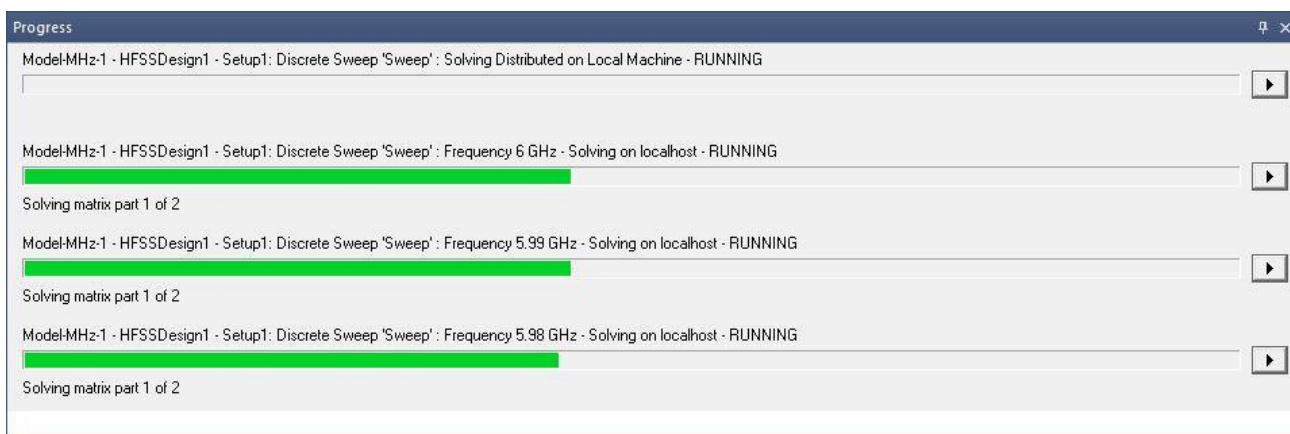 Progress
Model-MHz-1 - HFSSDesign1 - Setup1: Discrete Sweep 'Sweep' : Solving Distributed on Local Machine - RUNNING
Model-MHz-1 - HFSSDesign1 - Setup1: Discrete Sweep 'Sweep' : Frequency 6 GHz - Solving on localhost - RUNNING
Solving matrix part 1 of 2
Model-MHz-1 - HFSSDesign1 - Setup1: Discrete Sweep 'Sweep' : Frequency 5.99 GHz - Solving on localhost - RUNNING
Solving matrix part 1 of 2
Model-MHz-1 - HFSSDesign1 - Setup1: Discrete Sweep 'Sweep' : Frequency 5.98 GHz - Solving on localhost - RUNNING
Solving matrix part 1 of 2